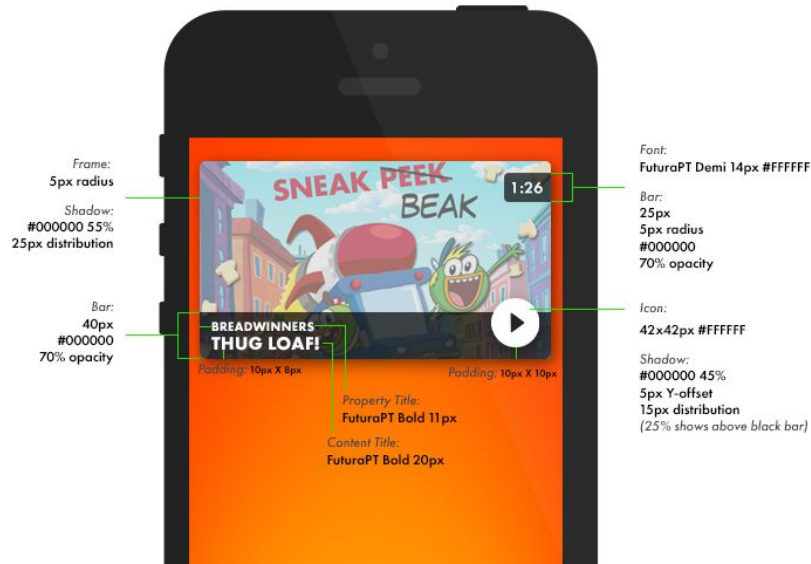 Frame:
5px radius
Shadow:
#000000 55%
25px distribution
Bar:
40px
#000000
70% opacity
SNEAK PEEK
BEAK
1:26
BREADWINNERS
THUG LOAF!
Padding: 10px X 8px
Padding: 10px X 10px
Property Title:
FuturaPT Bold 11px
Content Title:
FuturaPT Bold 20px
Font:
FuturaPT Demi 14px #FFFFFF
Bar:
25px
5px radius
#000000
70% opacity
Icon:
42x42px #FFFFFF
Shadow:
#000000 45%
5px Y-offset
15px distribution
(25% shows above black bar)